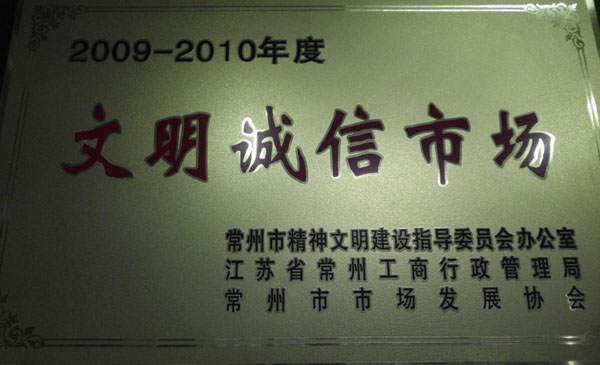 2009-2010年度
文明诚信市场
常州市精神文明建设指导委员会办公室
江苏省常州工商行政管理局
常州市市场发展协会